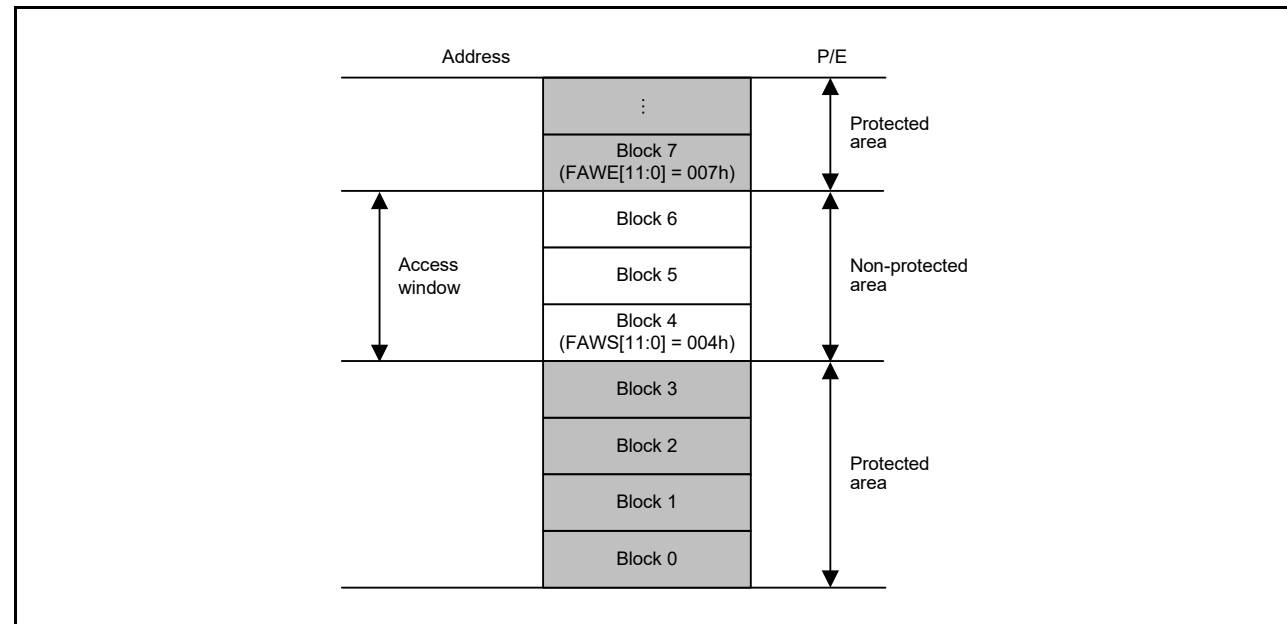 Address
P/E
⋮
Protected
area
Block 7
(FAWE[11:0] = 007h)
Block 6
Access
window
Block 5
Non-protected
area
Block 4
(FAWS[11:0] = 004h)
Block 3
Block 2
Protected
area
Block 1
Block 0